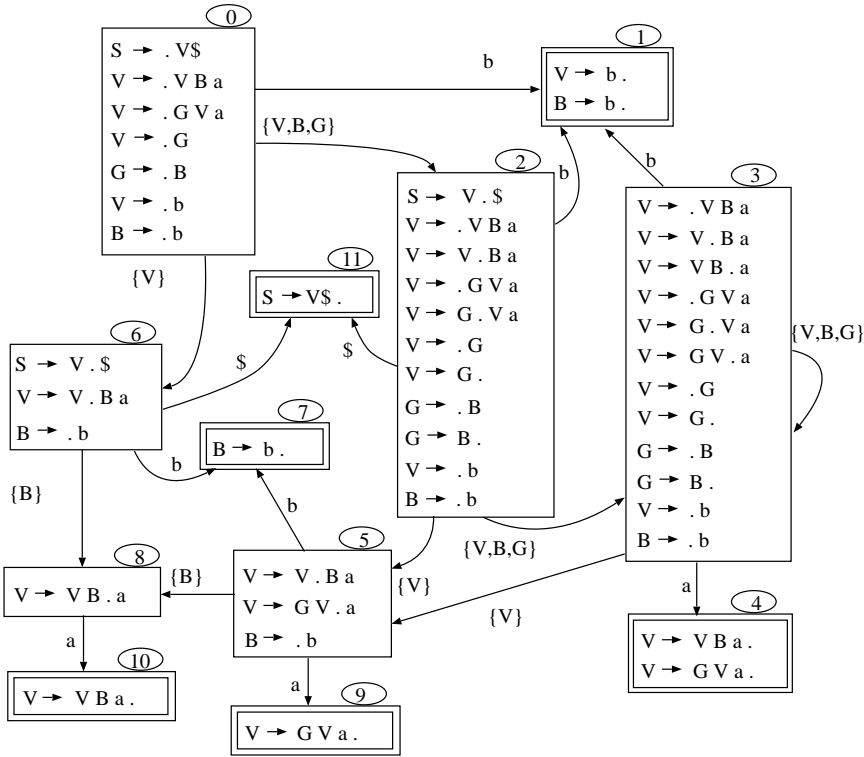 0
S → . V$
V → . V B a
V → . G V a
V → . G
G → . B
V → . b
B → . b
b
{V,B,G}
{V}
1
V → b .
B → b .
2
S → V . $
V → . V B a
V → V . B a
V → . G V a
V → G . V a
V → . G
V → G .
G → . B
G → B .
V → . b
B → . b
b
b
3
V → . V B a
V → V . B a
V → V B . a
V → . G V a
V → G . V a
V → G V . a
V → . G
V → G .
G → . B
G → B .
V → . b
B → . b
{V,B,G}
11
S → V$ .
$
$
6
S → V . $
V → V . B a
B → . b
{B}
b
7
B → b .
b
{V,B,G}
{V}
{V}
5
V → V . B a
V → G V . a
B → . b
{B}
8
V → V B . a
a
a
a
4
V → V B a .
V → G V a .
10
V → V B a .
9
V → G V a .